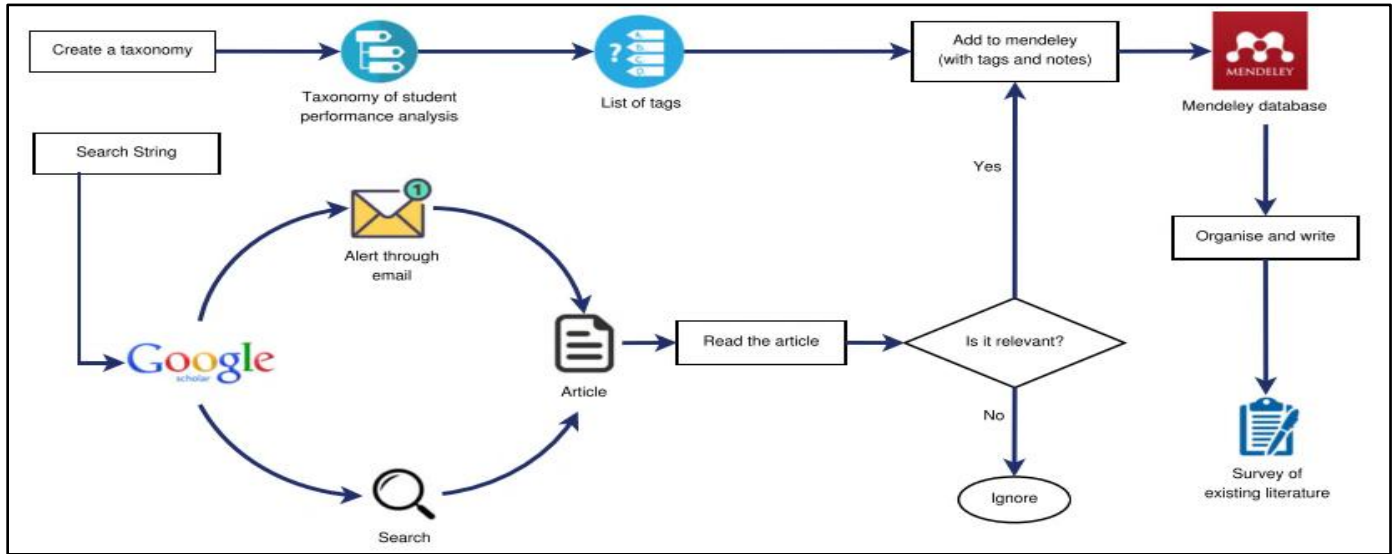 Create a taxonomy
Taxonomy of student
performance analysis
?
A
B
C
D
List of tags
Add to mendeley
(with tags and notes)
MENDELEY
Mendeley database
Search String
1
Alert through
email
Yes
Organise and write
Google
scholar
Article
Read the article
Is it relevant?
No
Search
Ignore
Survey of
existing literature